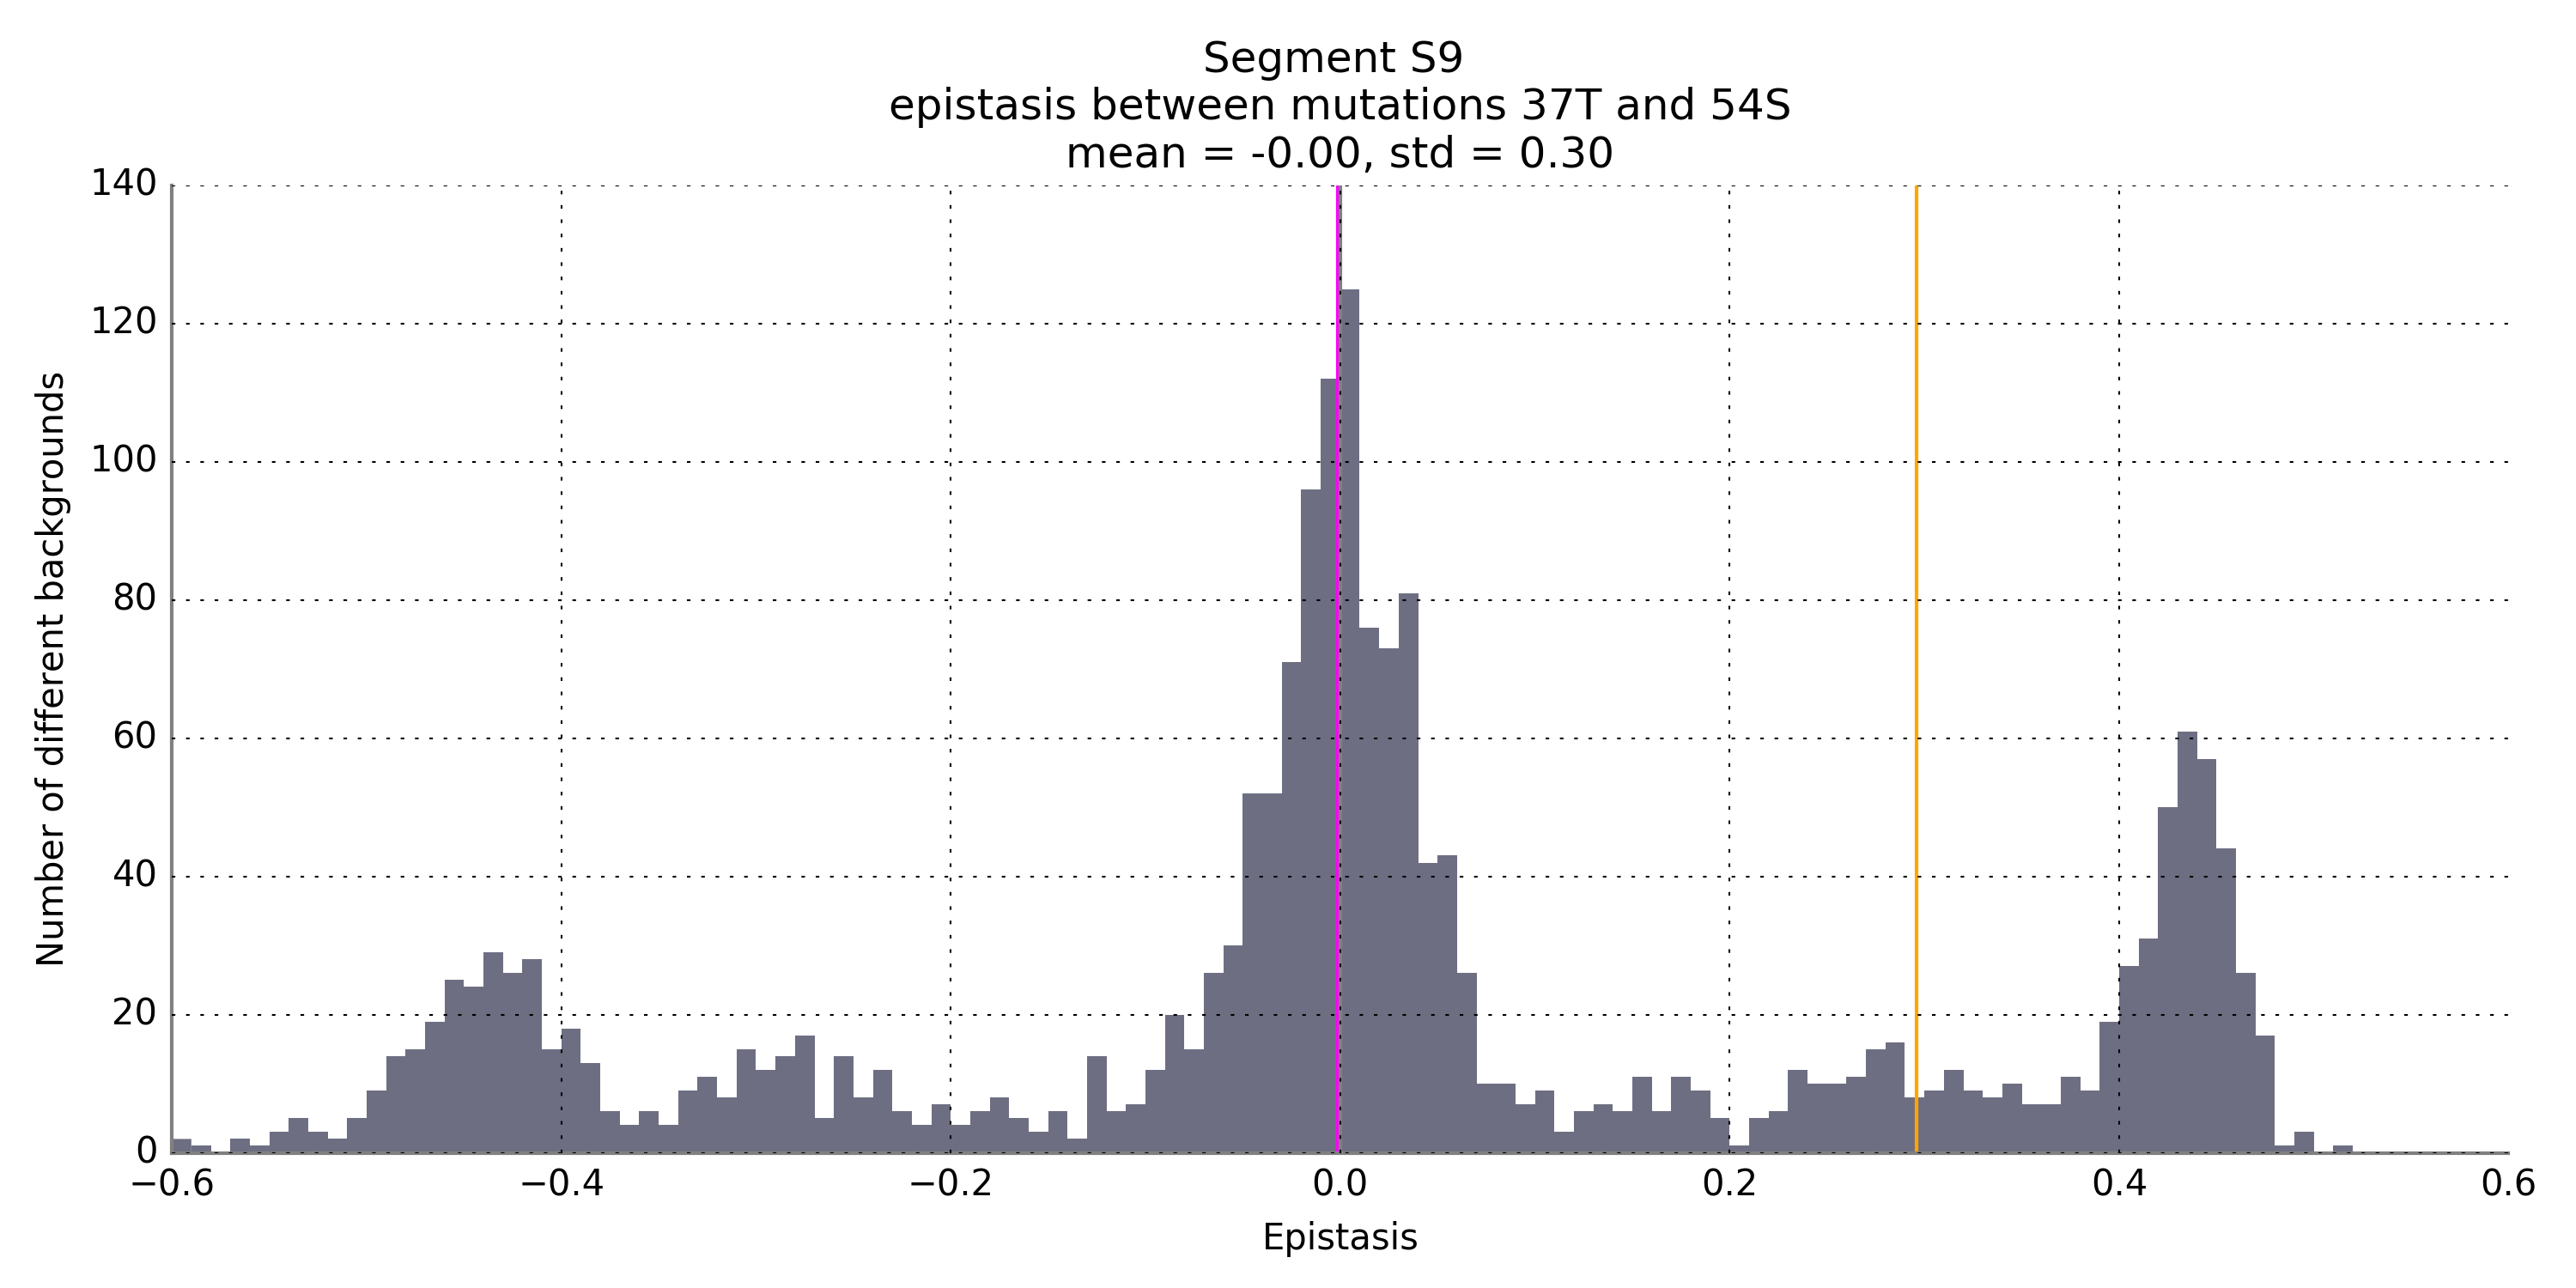 Segment S9
epistasis between mutations 37T and 54S
mean = -0.00, std = 0.30
140
120
100
80
60
40
20
0
Number of different backgrounds
−0.6 −0.4 −0.2 0.0 0.2 0.4 0.6
Epistasis